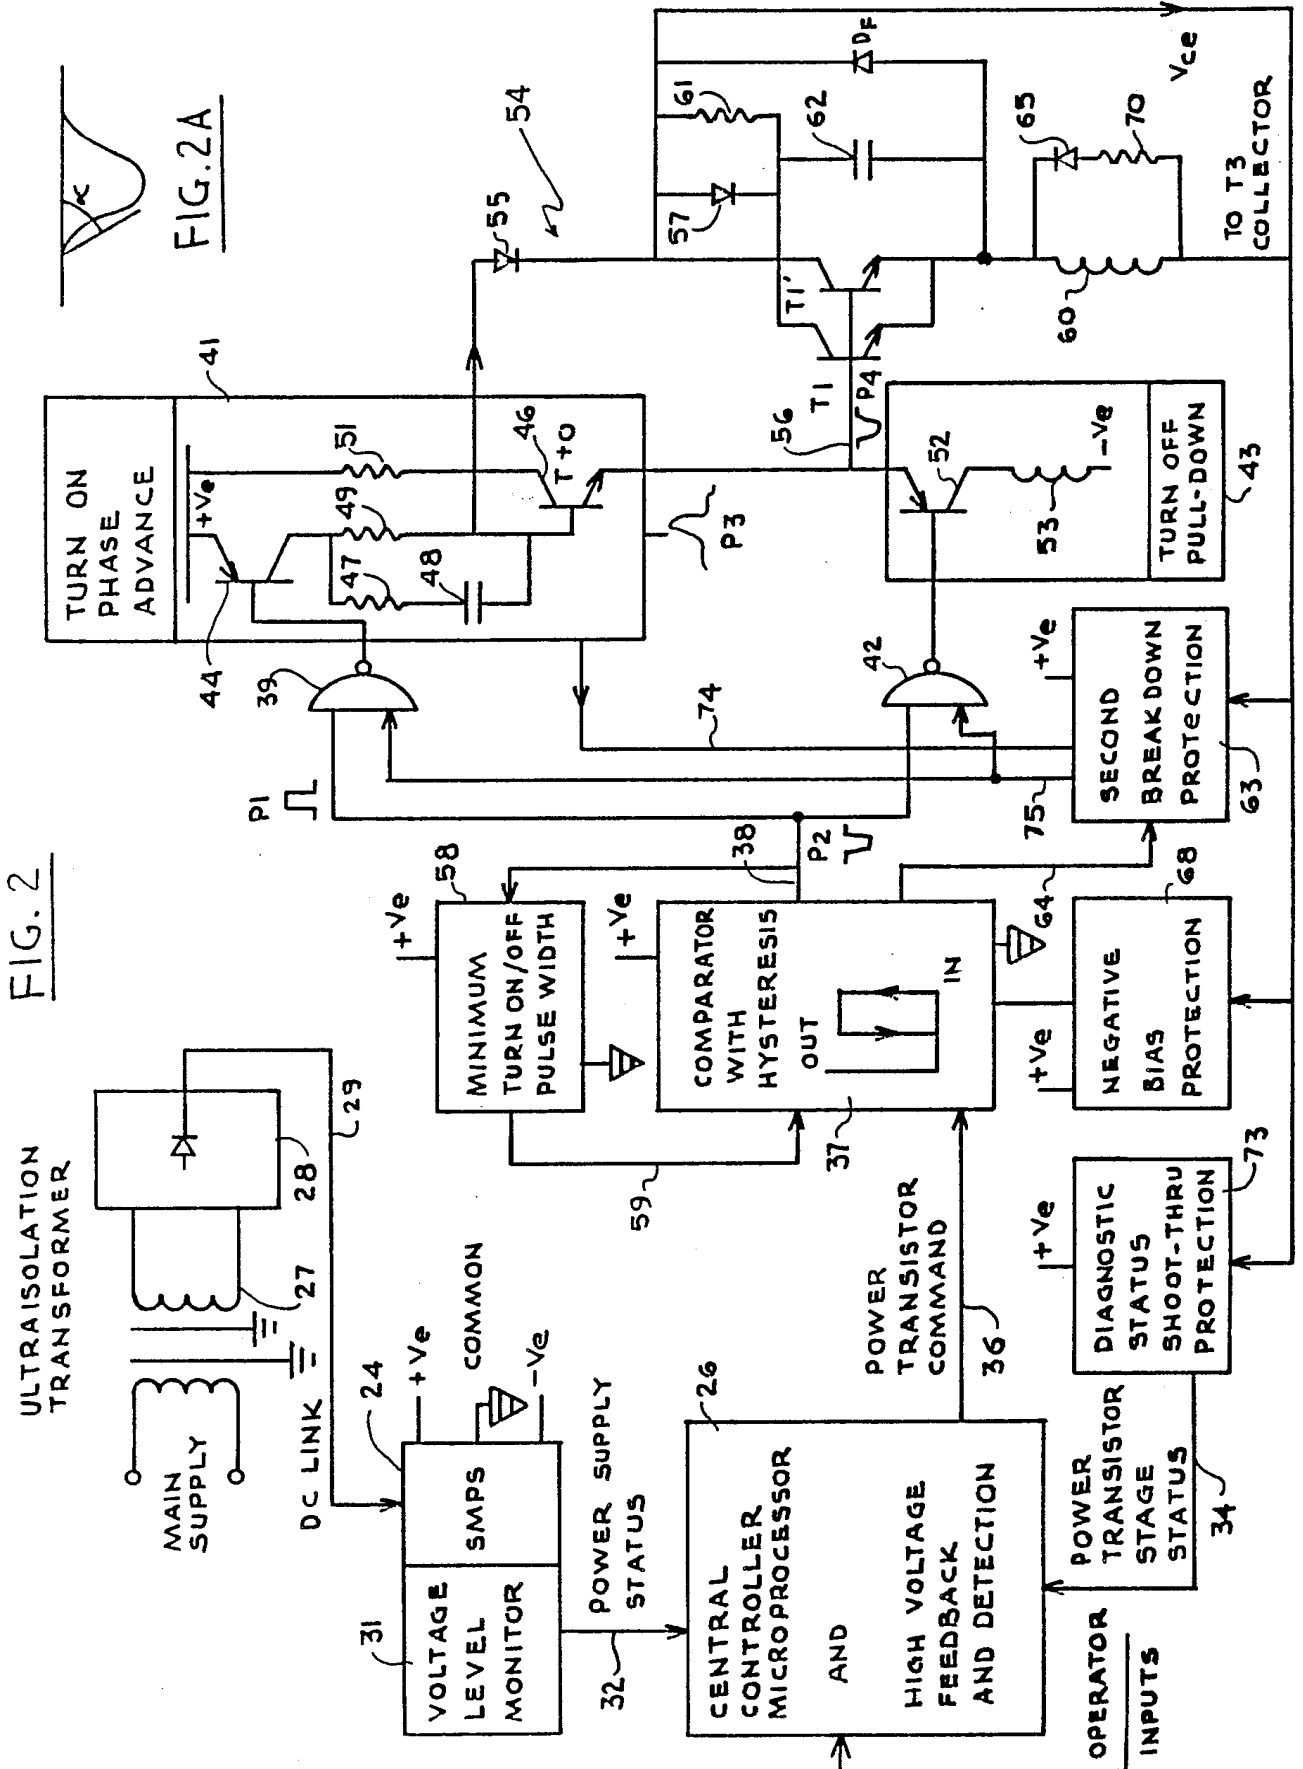 FIG. 2
FIG. 2A
∝
ULTRAISOLATION
TRANSFORMER
MAIN
SUPPLY
27
28
29
DC LINK
24
SMPS
+Ve
COMMON
-Ve
31
VOLTAGE
LEVEL
MONITOR
32
POWER SUPPLY
STATUS
26
CENTRAL
CONTROLLER
MICROPROCESSOR
AND
HIGH VOLTAGE
FEEDBACK
AND DETECTION
OPERATOR
INPUTS
POWER
TRANSISTOR
COMMAND
36
POWER
TRANSISTOR
STAGE
STATUS
34
58
+Ve
MINIMUM
TURN ON/OFF
PULSE WIDTH
59
+Ve
COMPARATOR
WITH
HYSTERESIS
OUT
IN
37
38
P2
P1
64
+Ve
DIAGNOSTIC
STATUS
SHOOT-THRU
PROTECTION
73
+Ve
NEGATIVE
BIAS
PROTECTION
68
+Ve
SECOND
BREAKDOWN
PROTECTION
63
75
74
39
42
TURN ON
PHASE
ADVANCE
41
+Ve
44
47
48
49
51
46
T+O
P3
52
53
-Ve
TURN OFF
PULL-DOWN
43
56
P4
T1
T1'
54
55
57
61
62
DF
60
65
70
Vce
TO T3
COLLECTOR